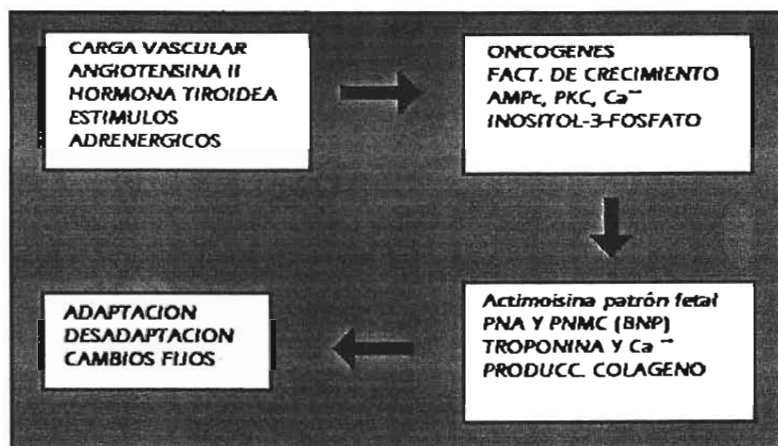 CARGA VASCULAR
ANGIOTENSINA II
HORMONA TIROIDEA
ESTIMULOS
ADRENERGICOS
ONCOGENES
FACT. DE CRECIMIENTO
AMPc, PKC, Ca⁺⁺
INOSITOL-3-FOSFATO
Actimoisina patrón fetal
PNA Y PNMC (BNP)
TROPONINA Y Ca⁺⁺
PRODUCC. COLAGENO
ADAPTACION
DESADAPTACION
CAMBIOS FIJOS